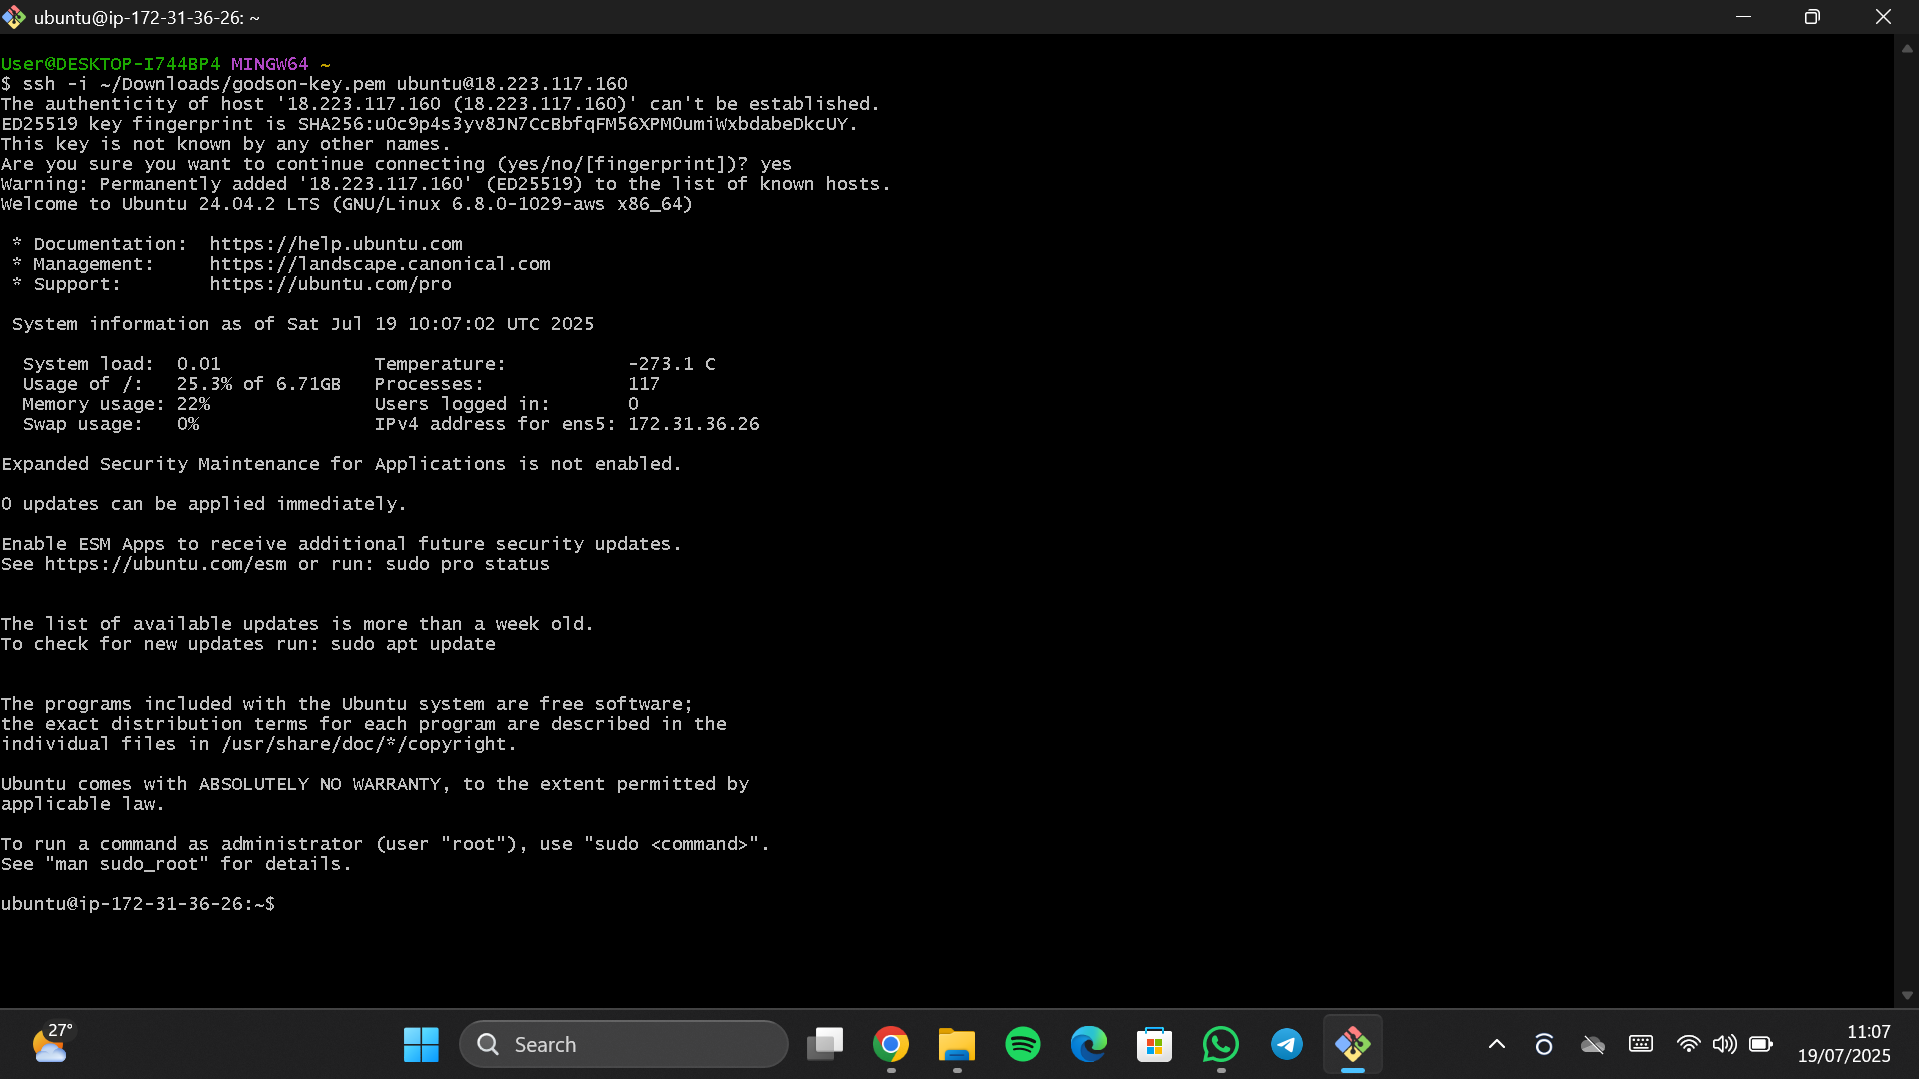 ubuntu@ip-172-31-36-26: ~
User@DESKTOP-I744BP4 MINGW64 ~
$ ssh -i ~/Downloads/godson-key.pem ubuntu@18.223.117.160
The authenticity of host '18.223.117.160 (18.223.117.160)' can't be established.
ED25519 key fingerprint is SHA256:uOc9p4s3yv8JN7CcBbfqFM56XPMOumiWxbdabeDkcUY.
This key is not known by any other names.
Are you sure you want to continue connecting (yes/no/[fingerprint])? yes
Warning: Permanently added '18.223.117.160' (ED25519) to the list of known hosts.
Welcome to Ubuntu 24.04.2 LTS (GNU/Linux 6.8.0-1029-aws x86_64)
* Documentation:  https://help.ubuntu.com
* Management:     https://landscape.canonical.com
* Support:        https://ubuntu.com/pro
System information as of Sat Jul 19 10:07:02 UTC 2025
System load:  0.01              Temperature:           -273.1 C
Usage of /:   25.3% of 6.71GB   Processes:             117
Memory usage: 22%               Users logged in:       0
Swap usage:   0%                IPv4 address for ens5: 172.31.36.26
Expanded Security Maintenance for Applications is not enabled.
0 updates can be applied immediately.
Enable ESM Apps to receive additional future security updates.
See https://ubuntu.com/esm or run: sudo pro status
The list of available updates is more than a week old.
To check for new updates run: sudo apt update
The programs included with the Ubuntu system are free software;
the exact distribution terms for each program are described in the
individual files in /usr/share/doc/*/copyright.
Ubuntu comes with ABSOLUTELY NO WARRANTY, to the extent permitted by
applicable law.
To run a command as administrator (user "root"), use "sudo <command>".
See "man sudo_root" for details.
ubuntu@ip-172-31-36-26:~$
27°
Search
11:07
19/07/2025